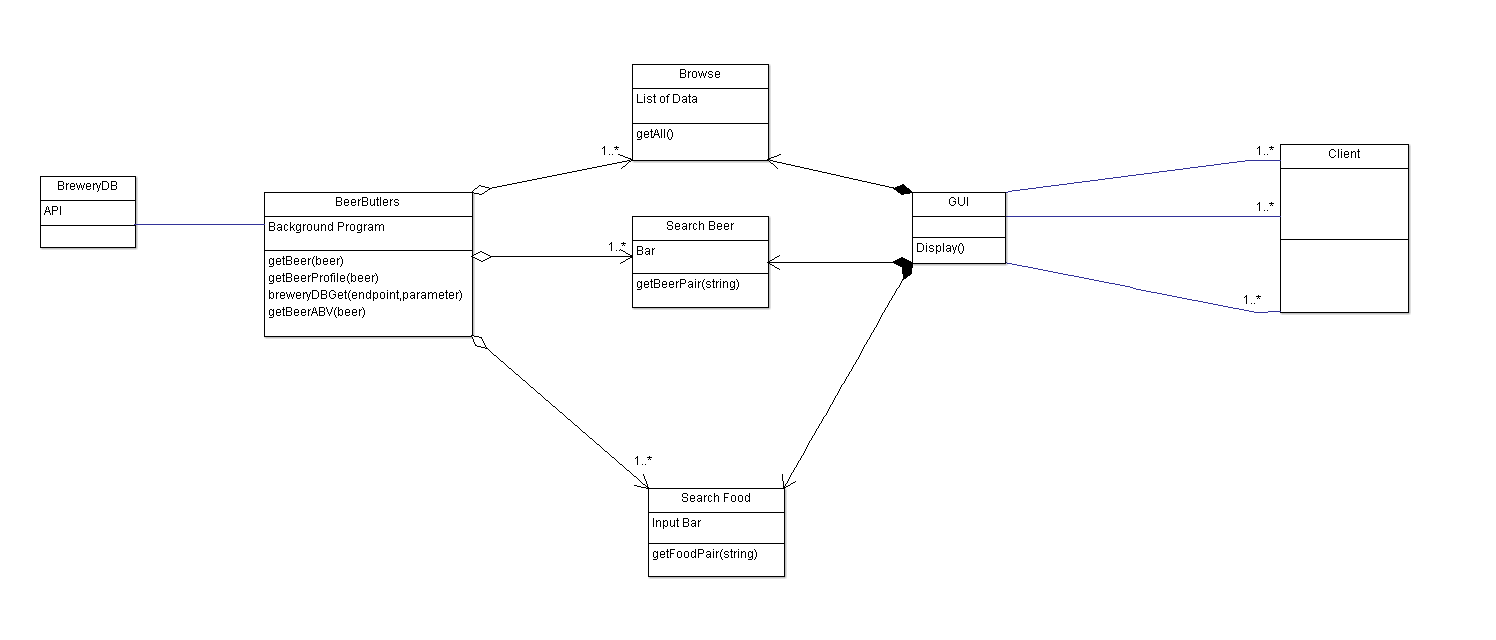 BreweryDB
API
BeerButlers
Background Program
getBeer(beer)
getBeerProfile(beer)
breweryDBGet(endpoint,parameter)
getBeerABV(beer)
1..*
1..*
1..*
Browse
List of Data
getAll()
Search Beer
Bar
getBeerPair(string)
Search Food
Input Bar
getFoodPair(string)
GUI
Display()
1..*
1..*
1..*
Client